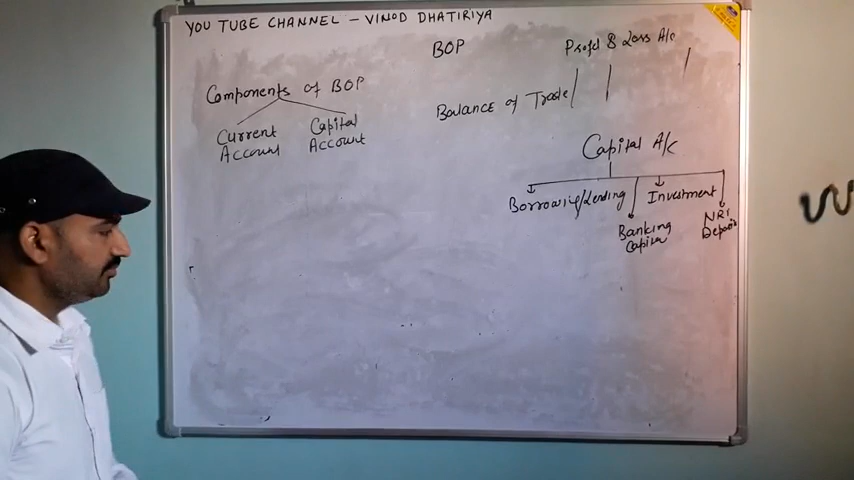 YOU TUBE CHANNEL - VINOD DHATIRIYA
BOP
Profit & Loss A/c
Components of BOP
Balance of Trade
Current
Account
Capital
Account
Capital A/c
Borrowing/Lending
Investment
Banking
Capital
NRI